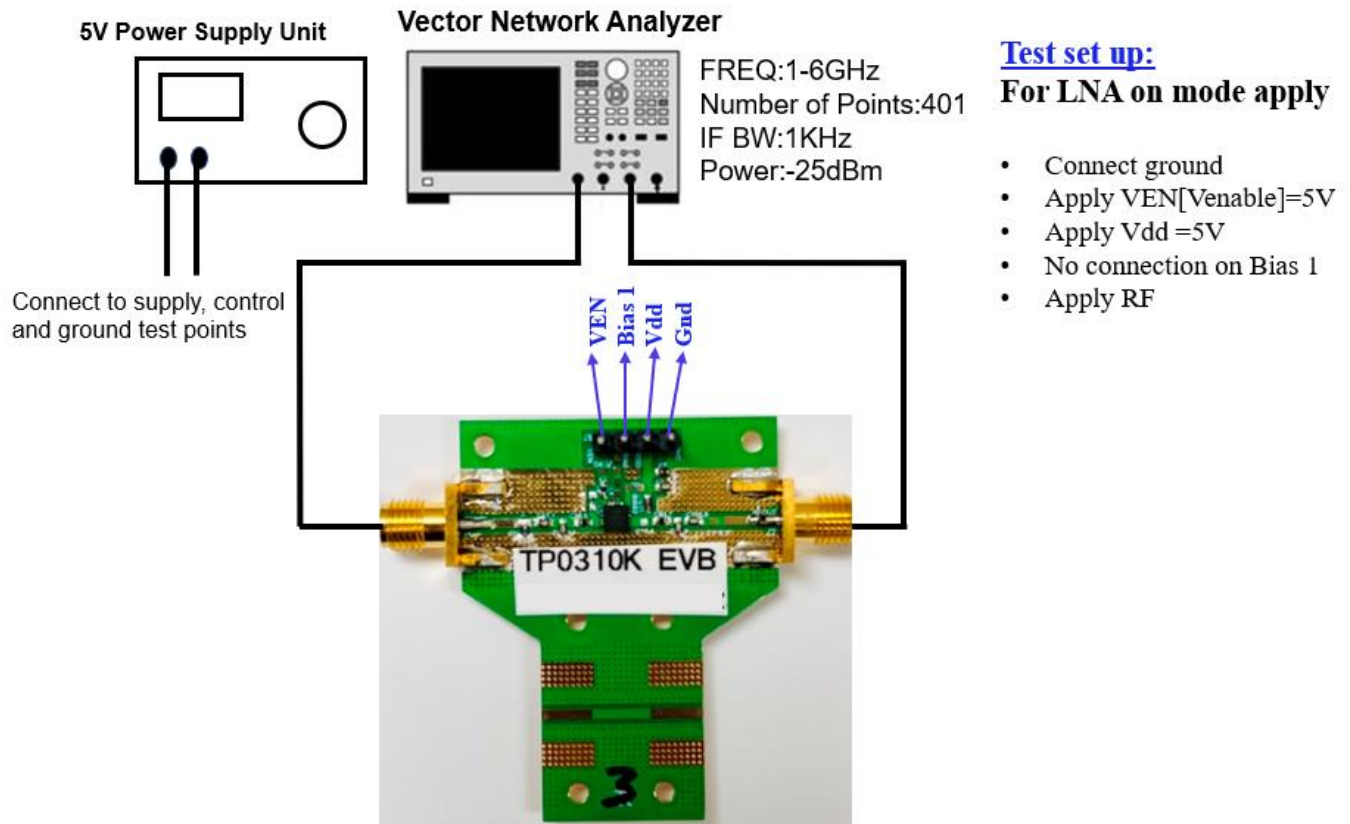 5V Power Supply Unit
Vector Network Analyzer
FREQ:1-6GHz
Number of Points:401
IF BW:1KHz
Power:-25dBm
Test set up:
For LNA on mode apply
• Connect ground
• Apply VEN[Venable]=5V
• Apply Vdd =5V
• No connection on Bias 1
• Apply RF
Connect to supply, control
and ground test points
VEN
Bias 1
Vdd
Gnd
TP0310K EVB
3